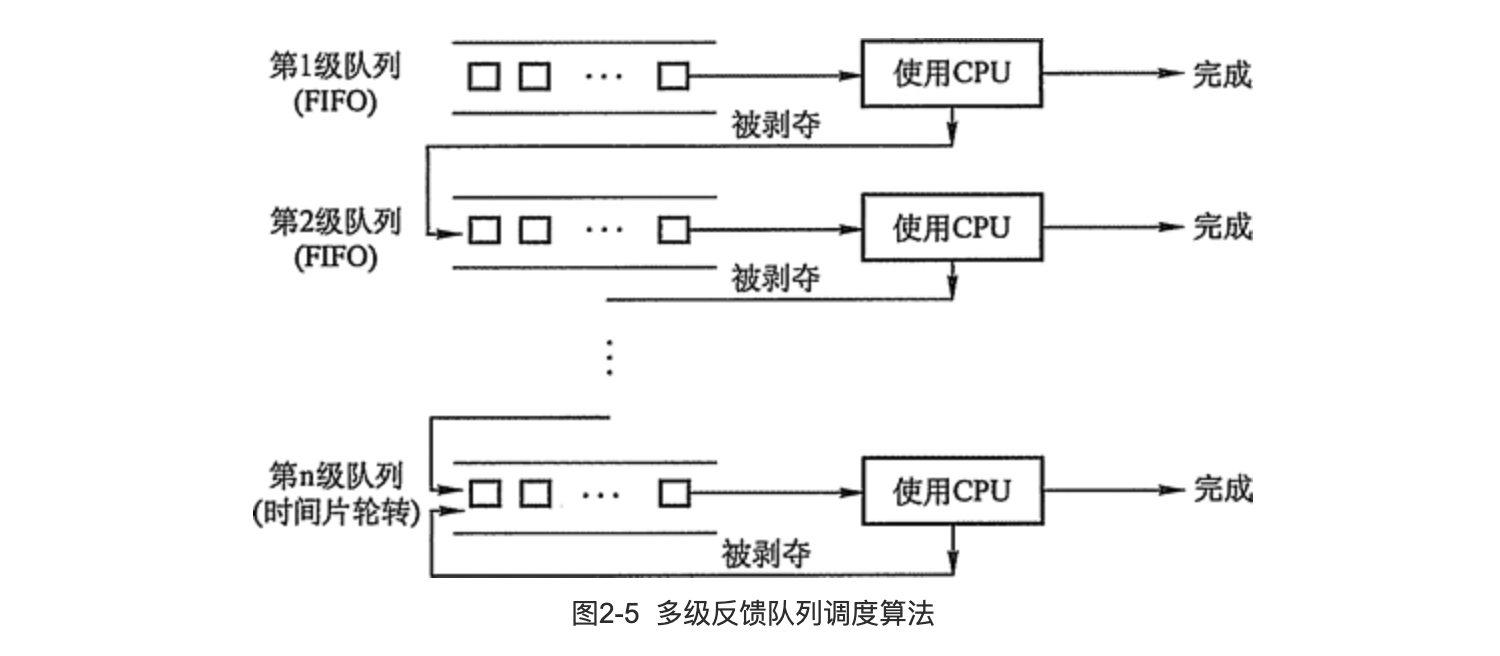 第1级队列
(FIFO)
···
使用CPU
完成
被剥夺
第2级队列
(FIFO)
···
使用CPU
完成
被剥夺
⋮
第n级队列
(时间片轮转)
···
使用CPU
完成
被剥夺
图2-5 多级反馈队列调度算法